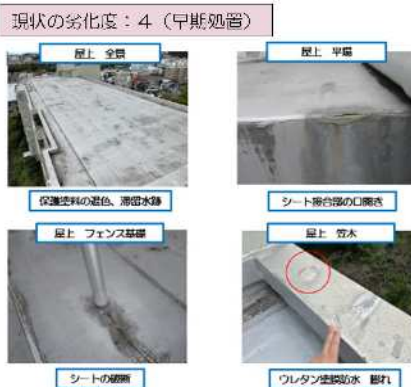 現状の劣化度：４（早期処置）
屋上　全景
屋上　平場
保護塗料の退色、滞留水跡
シート接合部の口開き
屋上　フェンス基礎
屋上　笠木
シートの破断
ウレタン塗膜防水　膨れ